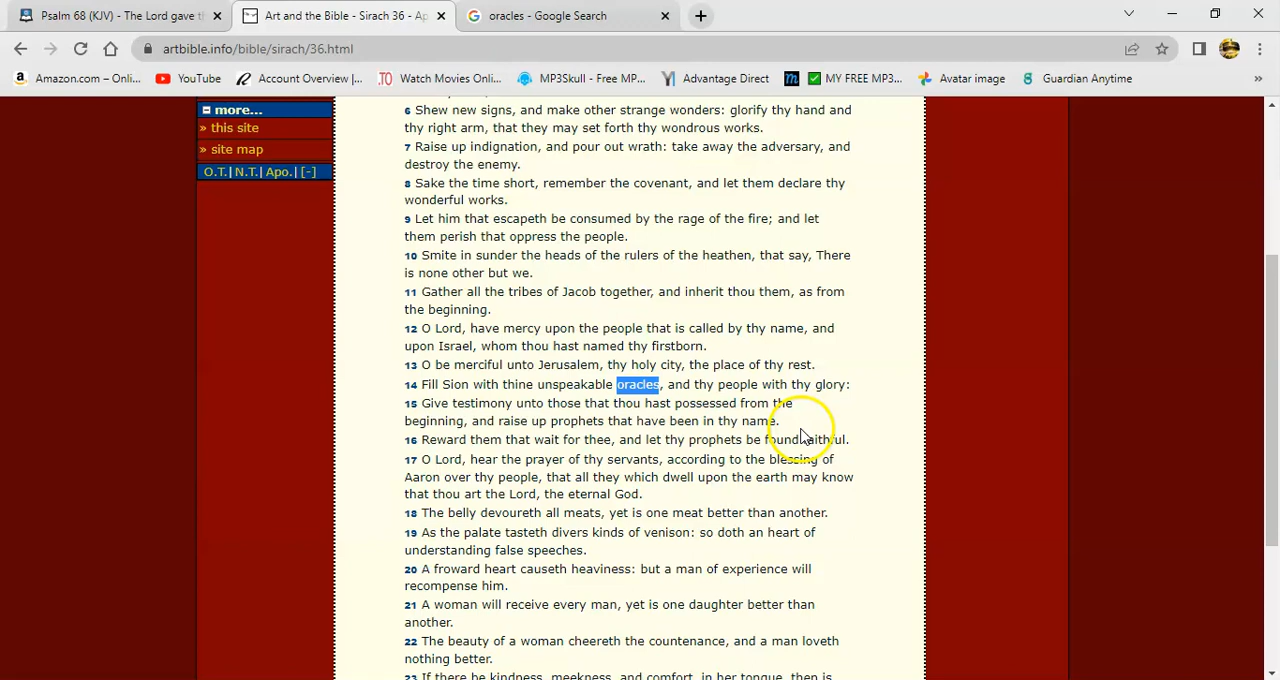 Psalm 68 (KJV) - The Lord gave th
Art and the Bible - Sirach 36 - Ap
oracles - Google Search
artbible.info/bible/sirach/36.html
Amazon.com – Onli...
YouTube
Account Overview |...
Watch Movies Onl...
MP3Skull - Free MP...
Advantage Direct
MY FREE MP3...
Avatar image
Guardian Anytime
»
more...
» this site
» site map
O.T.| N.T.| Apo.| [-]
6 Shew new signs, and make other strange wonders: glorify thy hand and
thy right arm, that they may set forth thy wondrous works.
7 Raise up indignation, and pour out wrath: take away the adversary, and
destroy the enemy.
8 Sake the time short, remember the covenant, and let them declare thy
wonderful works.
9 Let him that escapeth be consumed by the rage of the fire; and let
them perish that oppress the people.
10 Smite in sunder the heads of the rulers of the heathen, that say, There
is none other but we.
11 Gather all the tribes of Jacob together, and inherit thou them, as from
the beginning.
12 O Lord, have mercy upon the people that is called by thy name, and
upon Israel, whom thou hast named thy firstborn.
13 O be merciful unto Jerusalem, thy holy city, the place of thy rest.
14 Fill Sion with thine unspeakable oracles, and thy people with thy glory:
15 Give testimony unto those that thou hast possessed from the
beginning, and raise up prophets that have been in thy name.
16 Reward them that wait for thee, and let thy prophets be found faithful.
17 O Lord, hear the prayer of thy servants, according to the blessing of
Aaron over thy people, that all they which dwell upon the earth may know
that thou art the Lord, the eternal God.
18 The belly devoureth all meats, yet is one meat better than another.
19 As the palate tasteth divers kinds of venison: so doth an heart of
understanding false speeches.
20 A froward heart causeth heaviness: but a man of experience will
recompense him.
21 A woman will receive every man, yet is one daughter better than
another.
22 The beauty of a woman cheereth the countenance, and a man loveth
nothing better.
23 If there be kindness, meekness, and comfort, in her tongue, then is